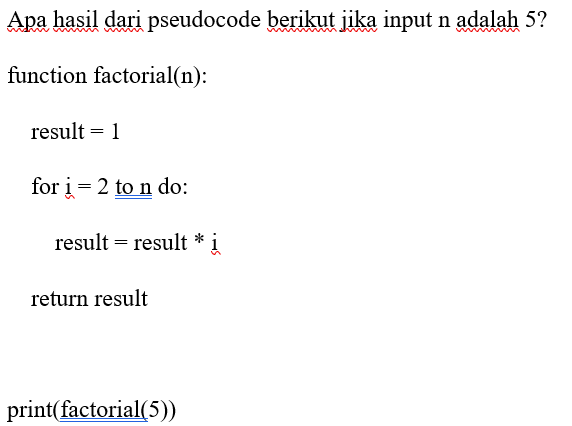 Apa hasil dari pseudocode berikut jika input n adalah 5?
function factorial(n):
result = 1
for i = 2 to n do:
result = result * i
return result
print(factorial(5))